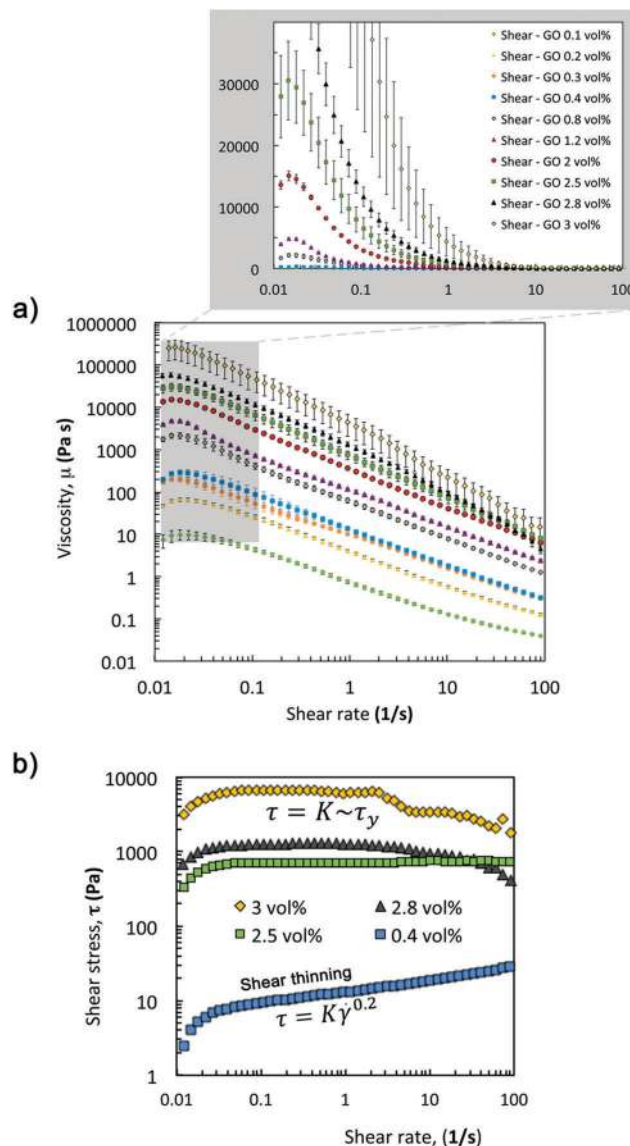 30000
20000
10000
0
0.01 0.1 1 10 100
Shear - GO 0.1 vol%
Shear - GO 0.2 vol%
Shear - GO 0.3 vol%
Shear - GO 0.4 vol%
Shear - GO 0.8 vol%
Shear - GO 1.2 vol%
Shear - GO 2 vol%
Shear - GO 2.5 vol%
Shear - GO 2.8 vol%
Shear - GO 3 vol%
a)
1000000
100000
10000
1000
100
10
1
0.1
0.01
Viscosity, μ (Pa s)
0.01 0.1 1 10 100
Shear rate (1/s)
b)
10000
1000
100
10
1
Shear stress, τ (Pa)
τ = K~τy
3 vol% 2.8 vol%
2.5 vol% 0.4 vol%
Shear thinning
τ = Kγ̇^0.2
0.01 0.1 1 10 100
Shear rate, (1/s)